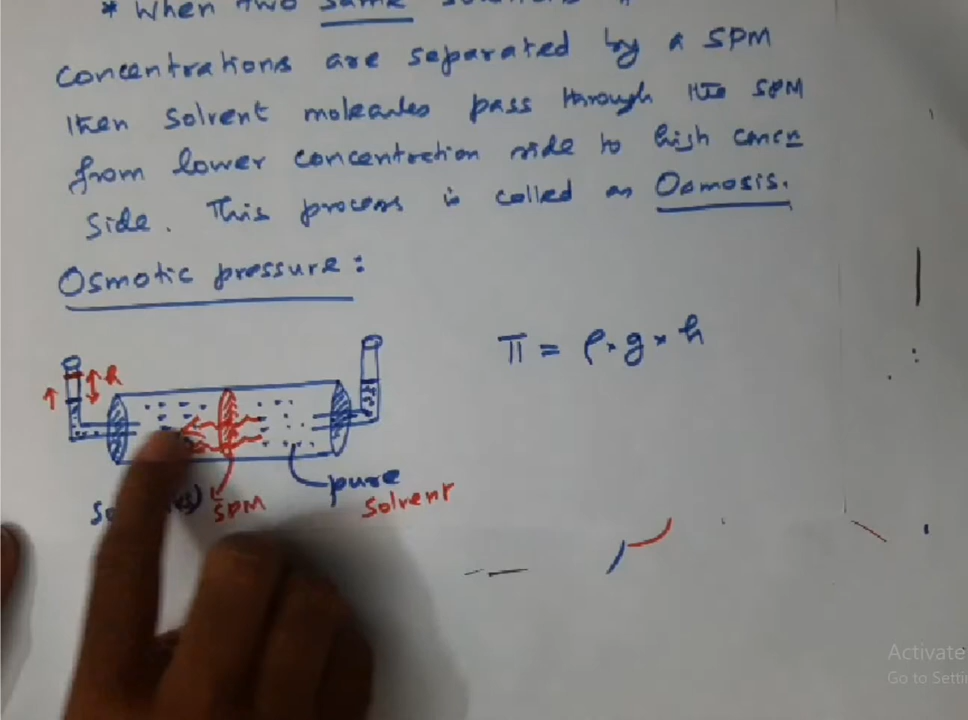 * When two same
concentrations are separated by a SPM
then solvent molecules pass through the SPM
from lower concentration side to high concn
side. This process is called as Osmosis.
Osmotic pressure:
π = ρ × g × h
h
SPM
pure
solvent
Activate
Go to Setti